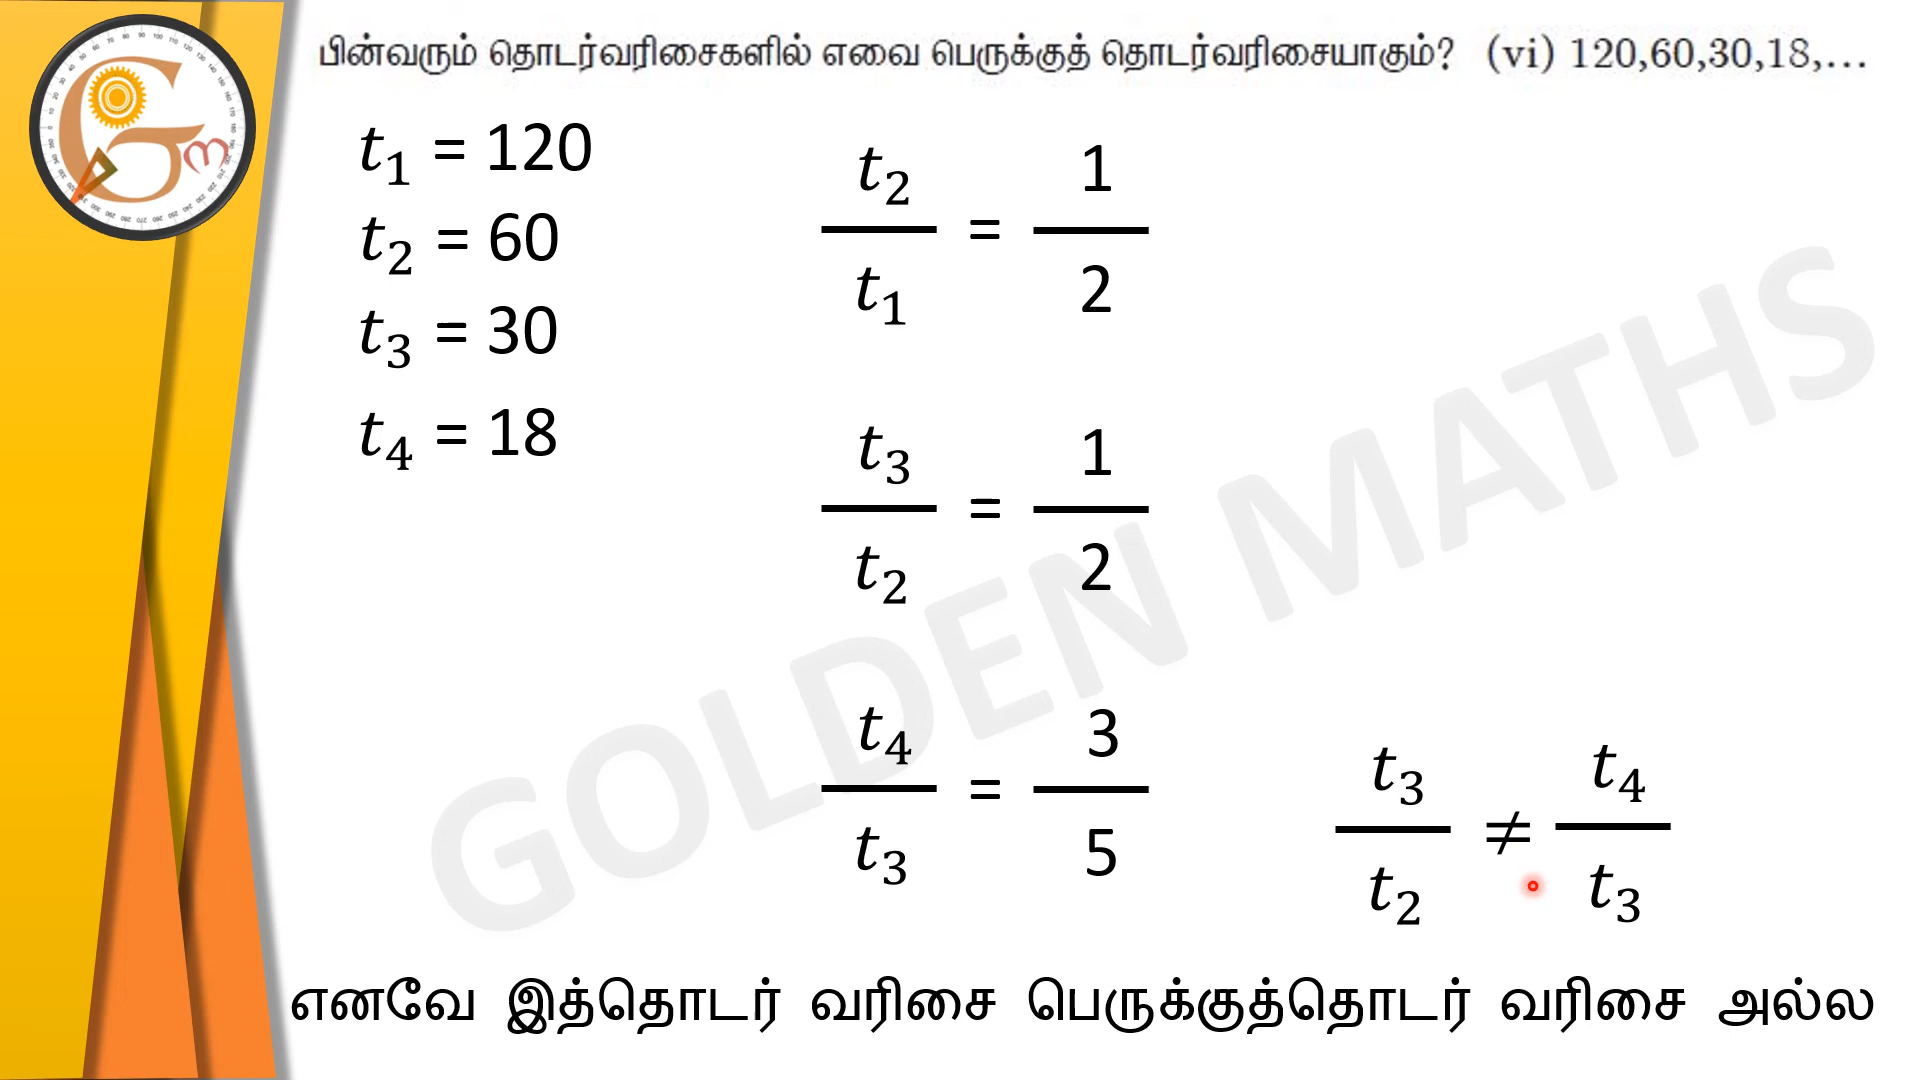 பின்வரும் தொடர்வரிசைகளில் எவை பெருக்குத் தொடர்வரிசையாகும்? (vi) 120,60,30,18,...
t₁ = 120
t₂ = 60
t₃ = 30
t₄ = 18
t₂/t₁ = 1/2
t₃/t₂ = 1/2
t₄/t₃ = 3/5
t₃/t₂ ≠ t₄/t₃
எனவே இத்தொடர் வரிசை பெருக்குத்தொடர் வரிசை அல்ல
GOLDEN MATHS